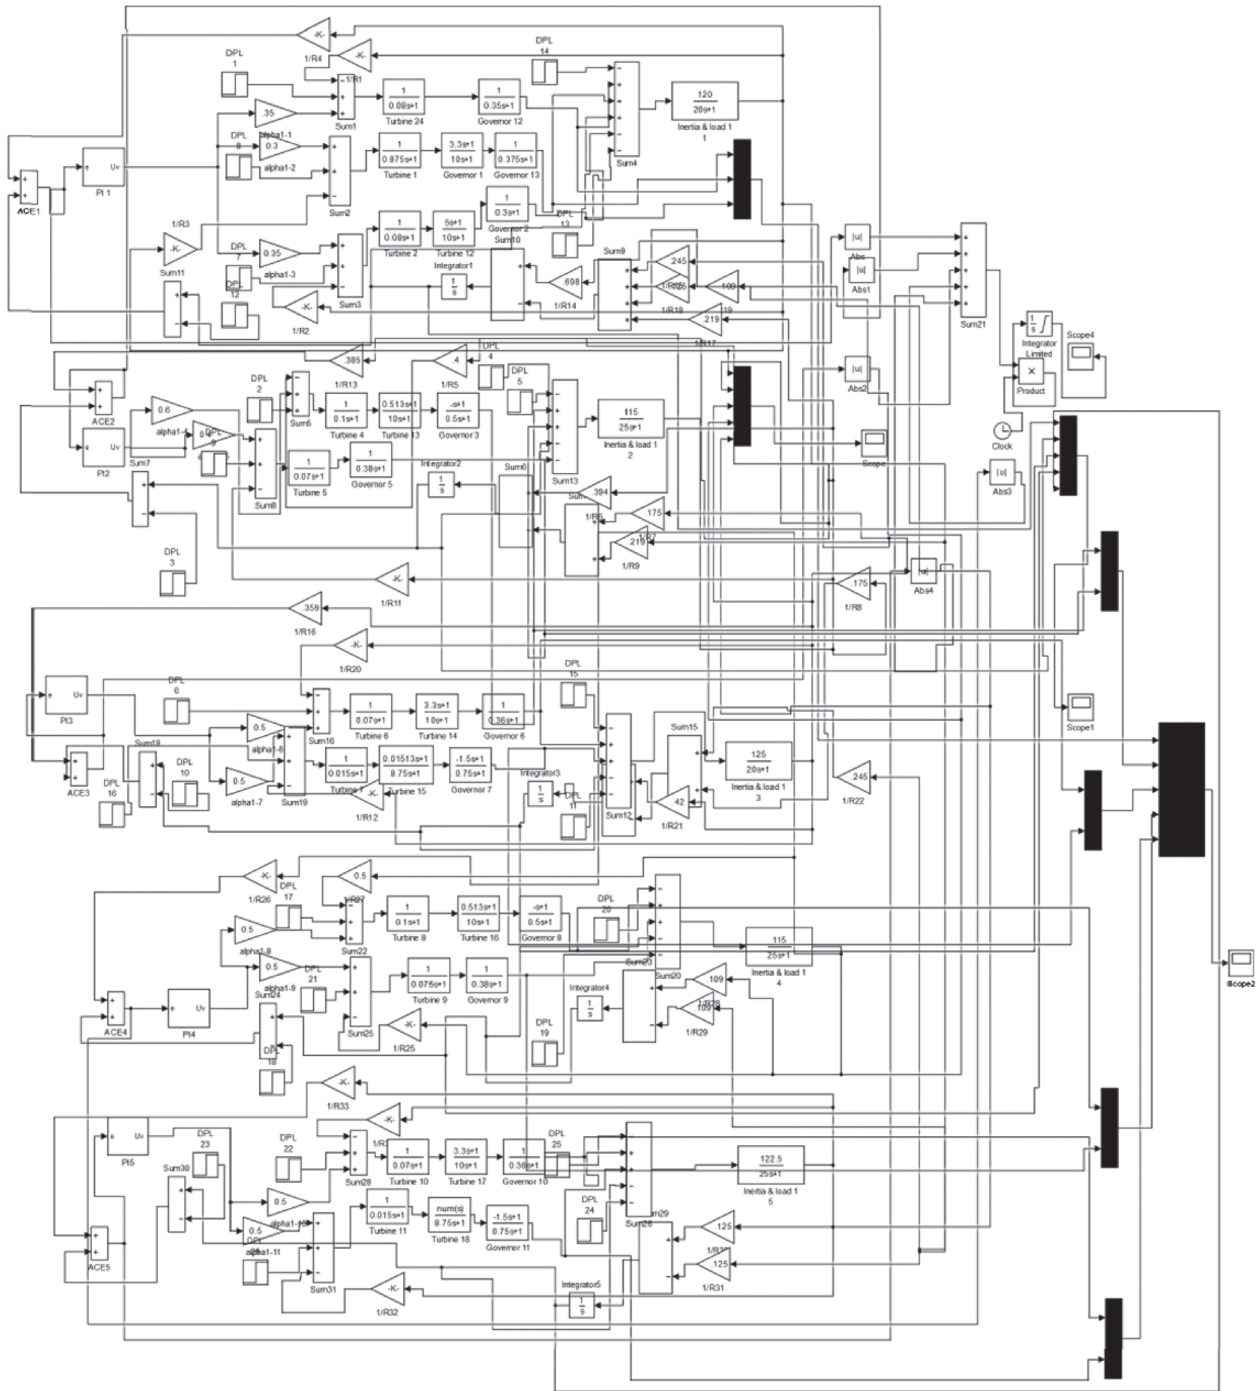 -K-
1/R4
-K-
1/R1
DPL
1
DPL
14
.35
alpha1-1
Sum1
1
0.08s+1
Turbine 24
1
0.35s+1
Governor 12
Sum4
120
20s+1
Inertia & load 1
1
e Uv
PI 1
ACE1
DPL
8
0.3
alpha1-2
Sum2
1
0.875s+1
Turbine 1
3.3s+1
10s+1
Governor 1
1
0.375s+1
Governor 13
1/R3
-K-
Sum11
DPL
7
0.35
alpha1-3
DPL
12
Sum3
1
0.08s+1
Turbine 2
5s+1
10s+1
Turbine 12
1
0.3s+1
Governor 2
DPL
13
-K-
1/R2
Integrator1
1
s
Sum10
.698
1/R14
Sum9
.245
.109
1/R18
.219
1/R17
|u|
Abs
|u|
Abs1
|u|
Abs2
Sum21
1
s
Integrator
Limited
Scope4
×
Product
Clock
.385
1/R13
.4
1/R5
DPL
4
DPL
5
ACE2
e Uv
PI2
0.6
DPL
2
DPL
9
Sum5
1
0.1s+1
Turbine 4
0.513s+1
10s+1
Turbine 13
-s+1
0.5s+1
Governor 3
Sum13
115
25s+1
Inertia & load 1
2
Scope
Sum7
Sum8
1
0.07s+1
Turbine 5
1
0.38s+1
Governor 5
Integrator2
1
s
Sum6
.394
1/R6
.175
.219
1/R9
|u|
Abs3
DPL
3
-K-
1/R11
.175
1/R8
|u|
Abs4
.359
1/R16
-K-
1/R20
e Uv
PI3
ACE3
DPL
6
DPL
15
0.5
alpha1-6
Sum16
1
0.07s+1
Turbine 6
3.3s+1
10s+1
Turbine 14
1
0.36s+1
Governor 6
Sum15
125
20s+1
Inertia & load 1
3
Scope1
Sum18
DPL
10
DPL
16
0.5
alpha1-7
Sum19
1
0.015s+1
Turbine 7
0.01513s+1
8.75s+1
Turbine 15
-1.5s+1
0.75s+1
Governor 7
-K-
1/R12
Integrator3
1
s
DPL
11
Sum12
.42
1/R21
.245
1/R22
-K-
1/R26
0.5
1/R27
DPL
17
0.5
alpha1-8
Sum22
1
0.1s+1
Turbine 8
0.513s+1
10s+1
Turbine 16
-s+1
0.5s+1
Governor 8
DPL
20
Sum20
115
25s+1
Inertia & load 1
4
Scope2
ACE4
e Uv
PI4
0.5
alpha1-9
DPL
21
Sum24
Sum25
1
0.076s+1
Turbine 9
1
0.38s+1
Governor 9
-K-
1/R25
Integrator4
1
s
Sum23
.109
1/R28
.109
1/R29
DPL
18
DPL
19
-K-
1/R33
-K-
e Uv
PI5
ACE5
DPL
23
DPL
22
Sum28
1
0.07s+1
Turbine 10
3.3s+1
10s+1
Turbine 17
1
0.36s+1
Governor 10
DPL
25
122.5
25s+1
Inertia & load 1
5
Sum30
0.5
alpha1-10
0.5
alpha1-11
Sum31
1
0.015s+1
Turbine 11
num(s)
8.75s+1
Turbine 18
-1.5s+1
0.75s+1
Governor 11
DPL
24
Sum26
Sum29
.125
.125
1/R31
-K-
1/R32
Integrator5
1
s